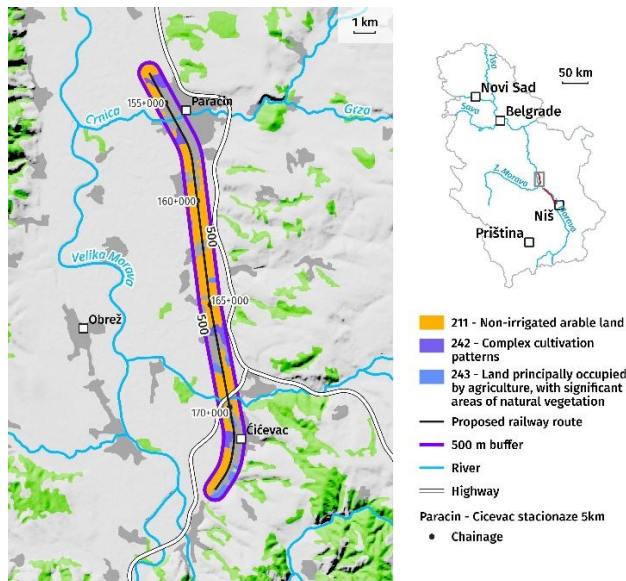 1 km
Paraćin
155+000
Crnica
Grza
160+000
500
Velika Morava
165+000
500
Obrež
170+000
Ćićevac
50 km
Tisa
Novi Sad
Sava
Belgrade
Z. Morava
Niš
Morava
Priština
211 - Non-irrigated arable land
242 - Complex cultivation
patterns
243 - Land principally occupied
by agriculture, with significant
areas of natural vegetation
Proposed railway route
500 m buffer
River
Highway
Paracin - Cicevac stacionaze 5km
Chainage